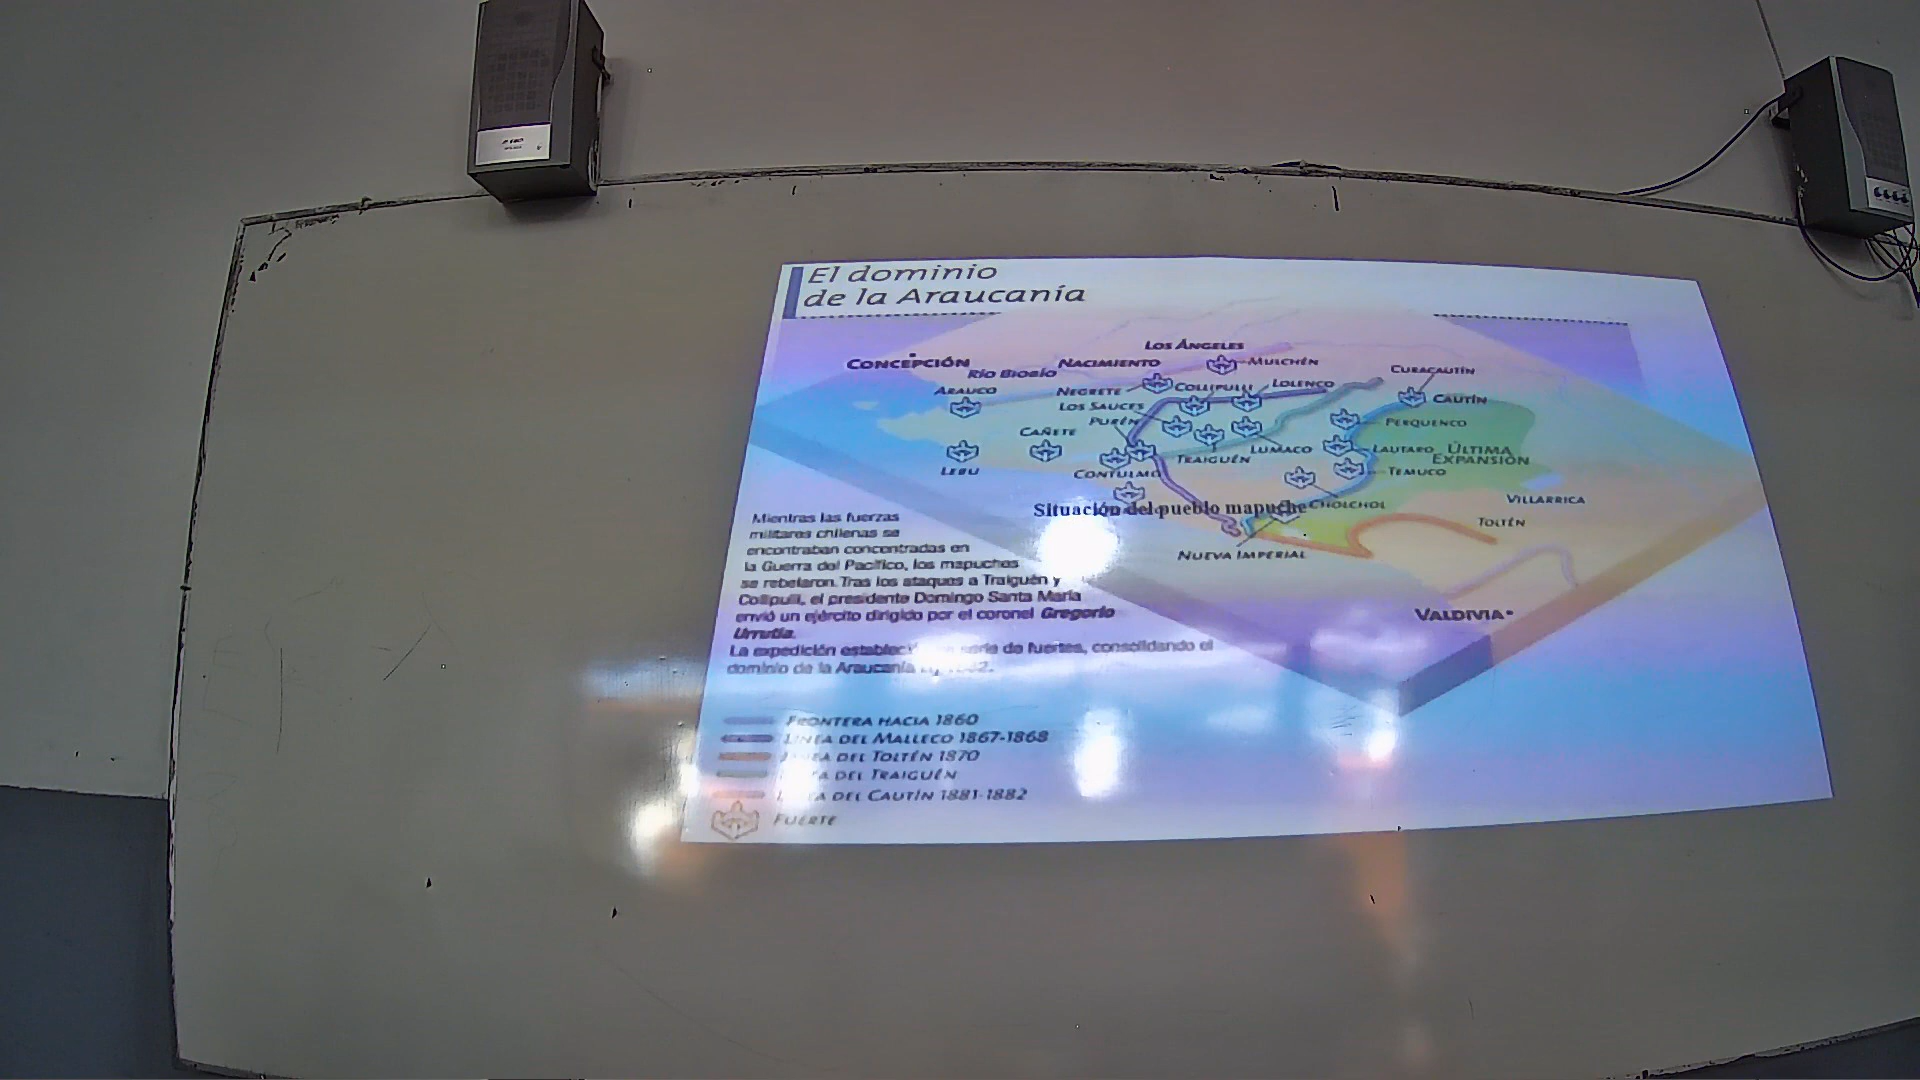 El dominio
de la Araucanía
Los Ángeles
Concepción
Nacimiento
Mulchén
Río Biobío
Curacautín
Arauco
Negrete
Collipulli
Lolenco
Cautín
Los Sauces
Purén
Perquenco
Cañete
Lumaco
Lautaro
Última
Expansión
Traiguén
Lebu
Contulmo
Temuco
Villarrica
Situación del pueblo mapuche
Cholchol
Toltén
Nueva Imperial
Valdivia
Mientras las fuerzas
militares chilenas se
encontraban concentradas en
la Guerra del Pacífico, los mapuches
se rebelaron. Tras los ataques a Traiguén y
Collipulli, el presidente Domingo Santa María
envió un ejército dirigido por el coronel Gregorio
Urrutia.
La expedición serie de fuertes, consolidando el
dominio de la Araucanía
Frontera hacia 1860
Línea del Malleco 1867-1868
del Toltén 1870
del Traiguén
del Cautín 1881-1882
Fuerte